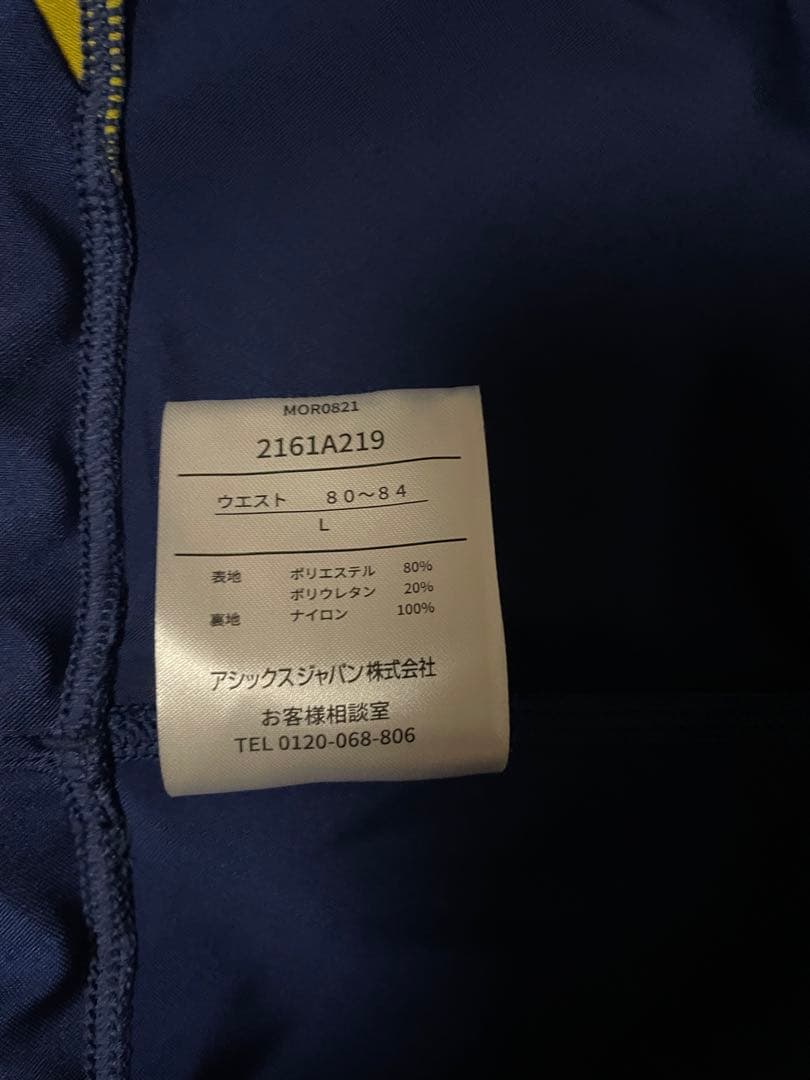 MOR0821
2161A219
ウエスト 80～84
L
表地 ポリエステル 80%
ポリウレタン 20%
裏地 ナイロン 100%
アシックスジャパン株式会社
お客様相談室
TEL 0120-068-806